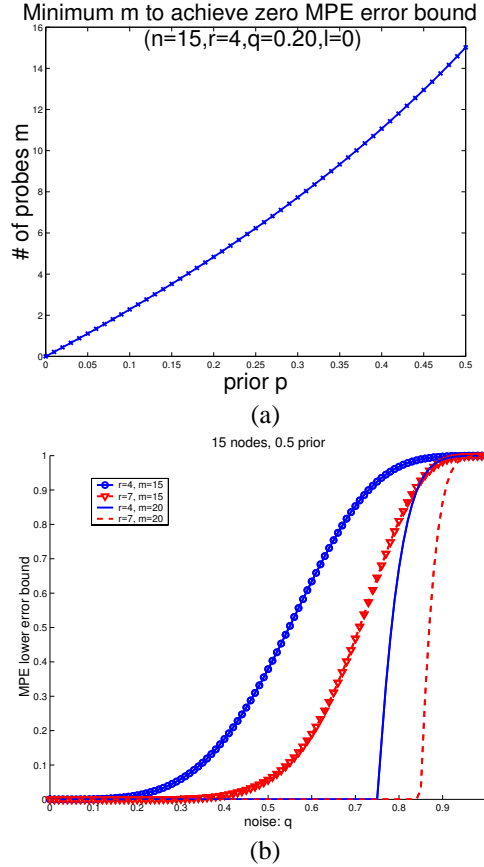 Minimum m to achieve zero MPE error bound
(n=15,r=4,q=0.20,l=0)
16
14
12
10
8
6
4
2
0
# of probes m
0 0.05 0.1 0.15 0.2 0.25 0.3 0.35 0.4 0.45 0.5
prior p
(a)
15 nodes, 0.5 prior
1
0.9
0.8
0.7
0.6
0.5
0.4
0.3
0.2
0.1
0
MPE lower error bound
r=4, m=15
r=7, m=15
r=4, m=20
r=7, m=20
0 0.1 0.2 0.3 0.4 0.5 0.6 0.7 0.8 0.9
noise: q
(b)